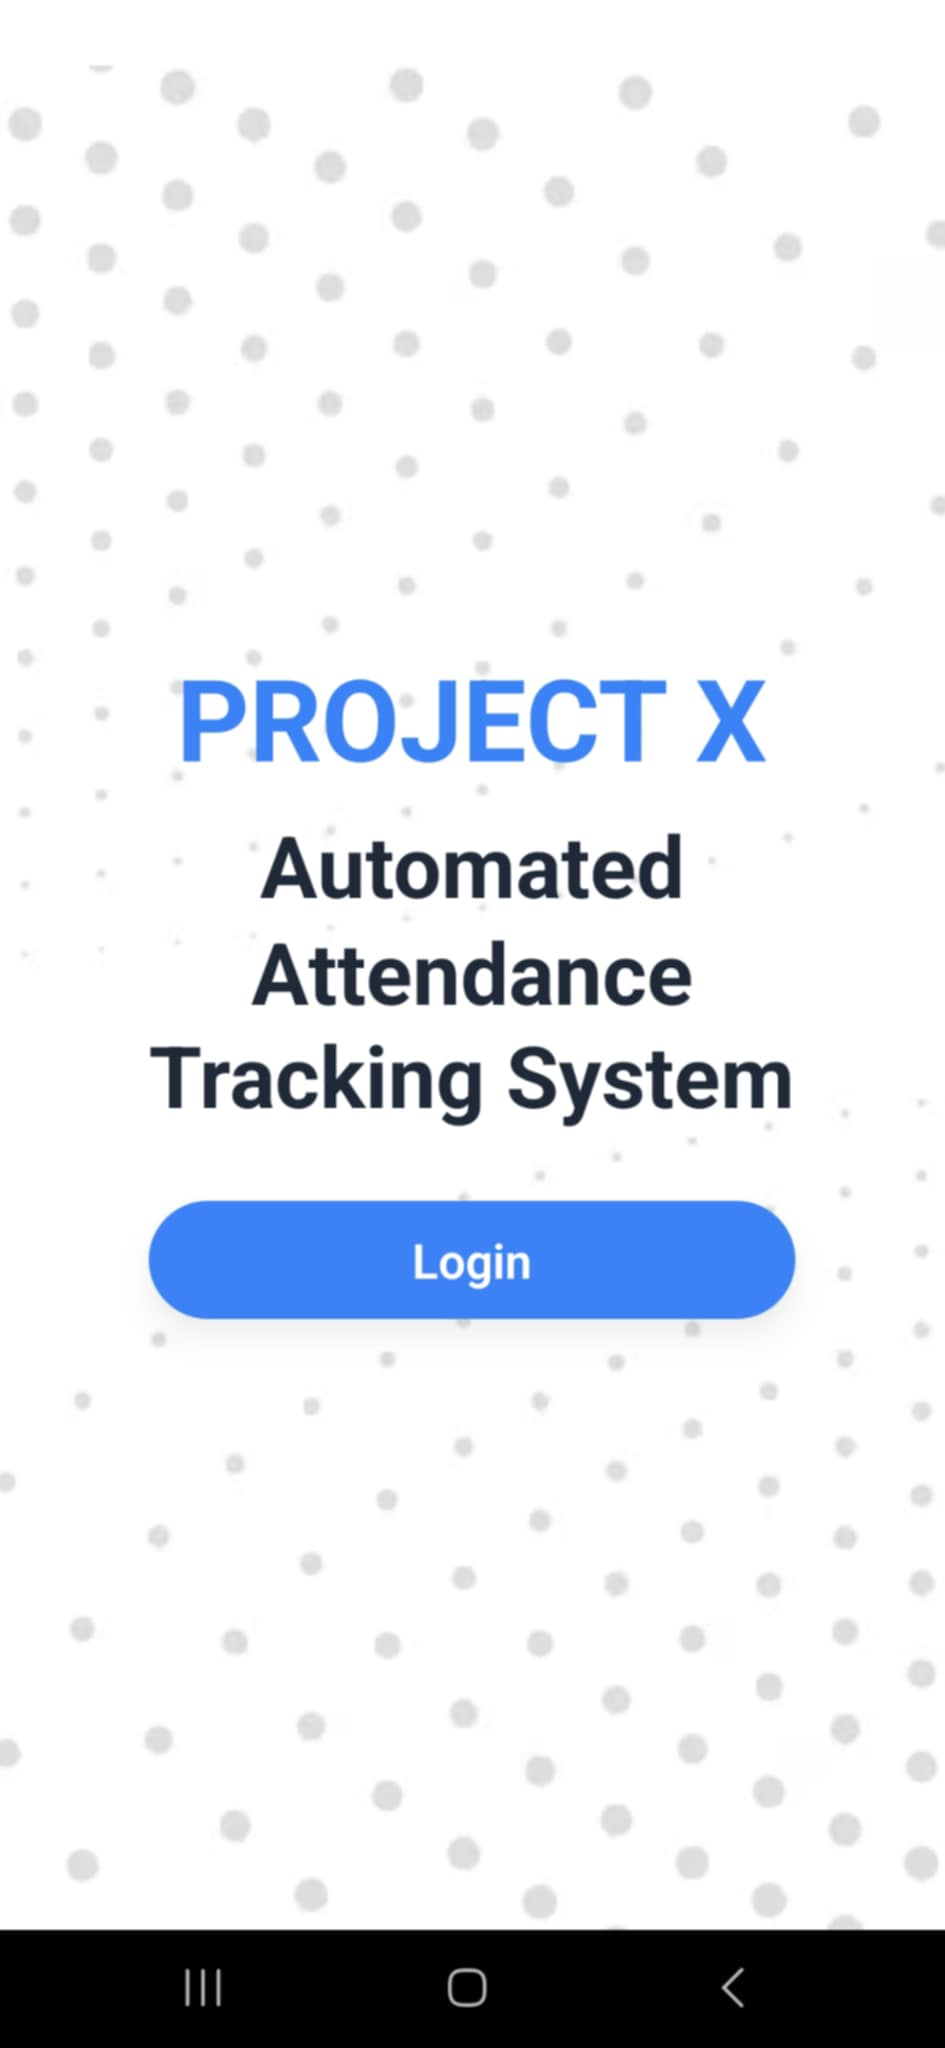 PROJECT X
Automated
Attendance
Tracking System
Login